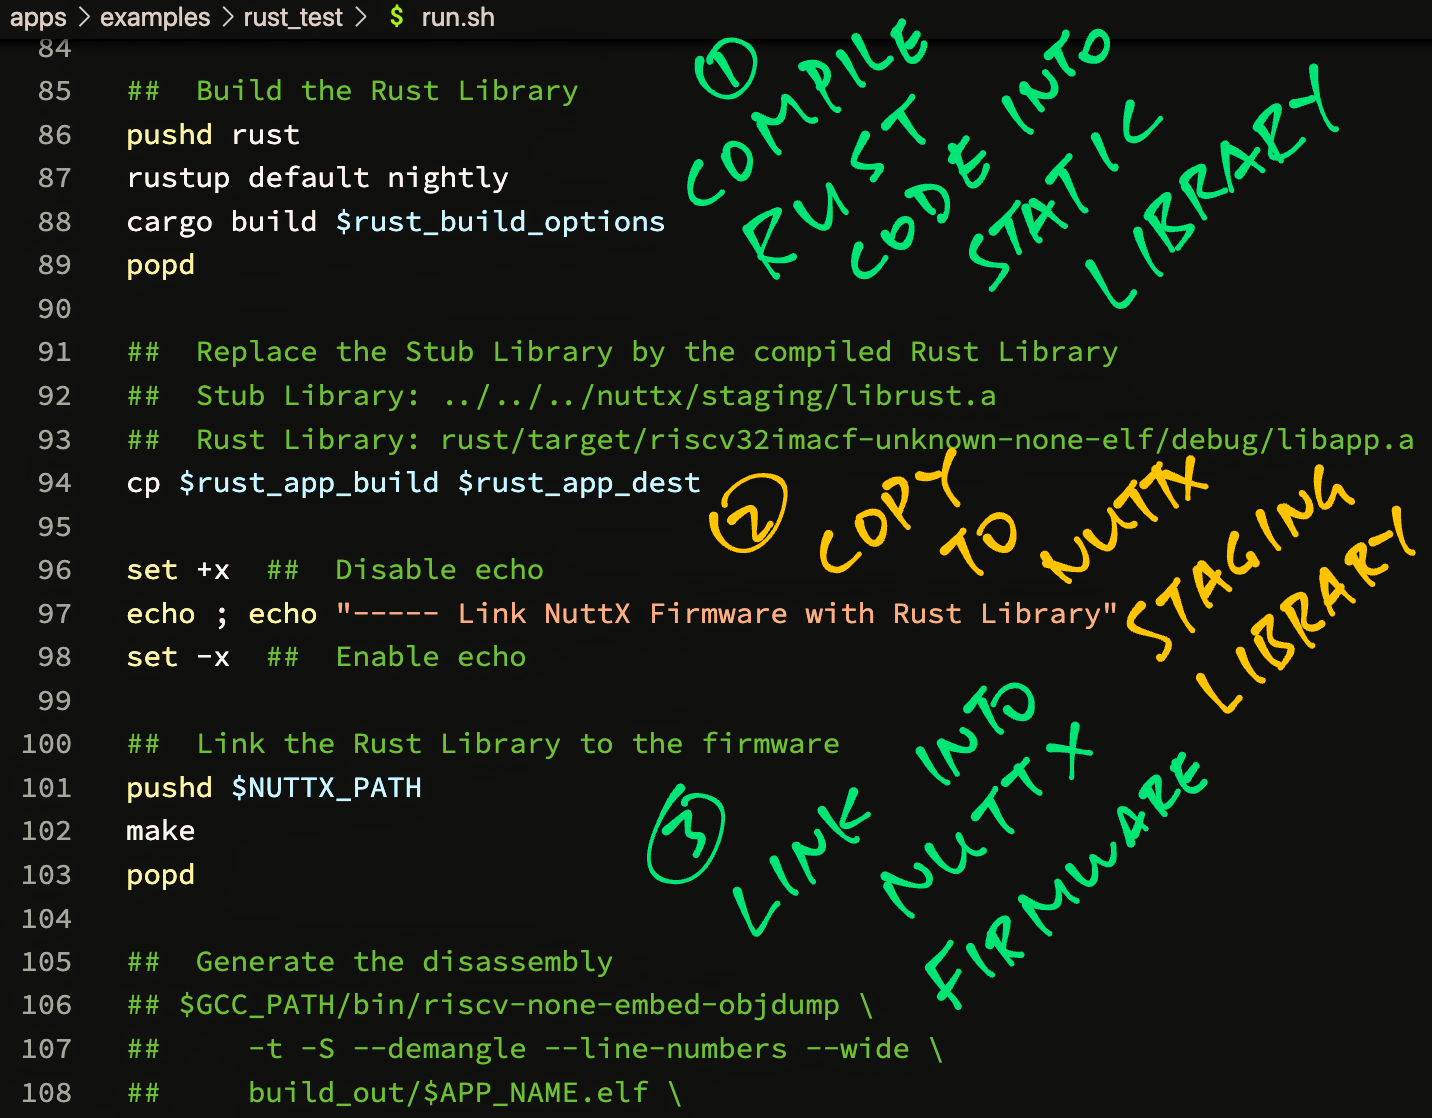 apps > examples > rust_test > $ run.sh
84
85 ## Build the Rust Library
86 pushd rust
87 rustup default nightly
88 cargo build $rust_build_options
89 popd
90
① COMPILE
RUST
CODE INTO
STATIC
LIBRARY
91 ## Replace the Stub Library by the compiled Rust Library
92 ## Stub Library: ../../../nuttx/staging/librust.a
93 ## Rust Library: rust/target/riscv32imacf-unknown-none-elf/debug/libapp.a
94 cp $rust_app_build $rust_app_dest
95
② COPY
TO
NUTTX
STAGING
LIBRARY
96 set +x ## Disable echo
97 echo ; echo "----- Link NuttX Firmware with Rust Library"
98 set -x ## Enable echo
99
100 ## Link the Rust Library to the firmware
101 pushd $NUTTX_PATH
102 make
103 popd
104
③ LINK INTO
NUTTX
FIRMWARE
105 ## Generate the disassembly
106 ## $GCC_PATH/bin/riscv-none-embed-objdump \
107 ## -t -S --demangle --line-numbers --wide \
108 ## build_out/$APP_NAME.elf \